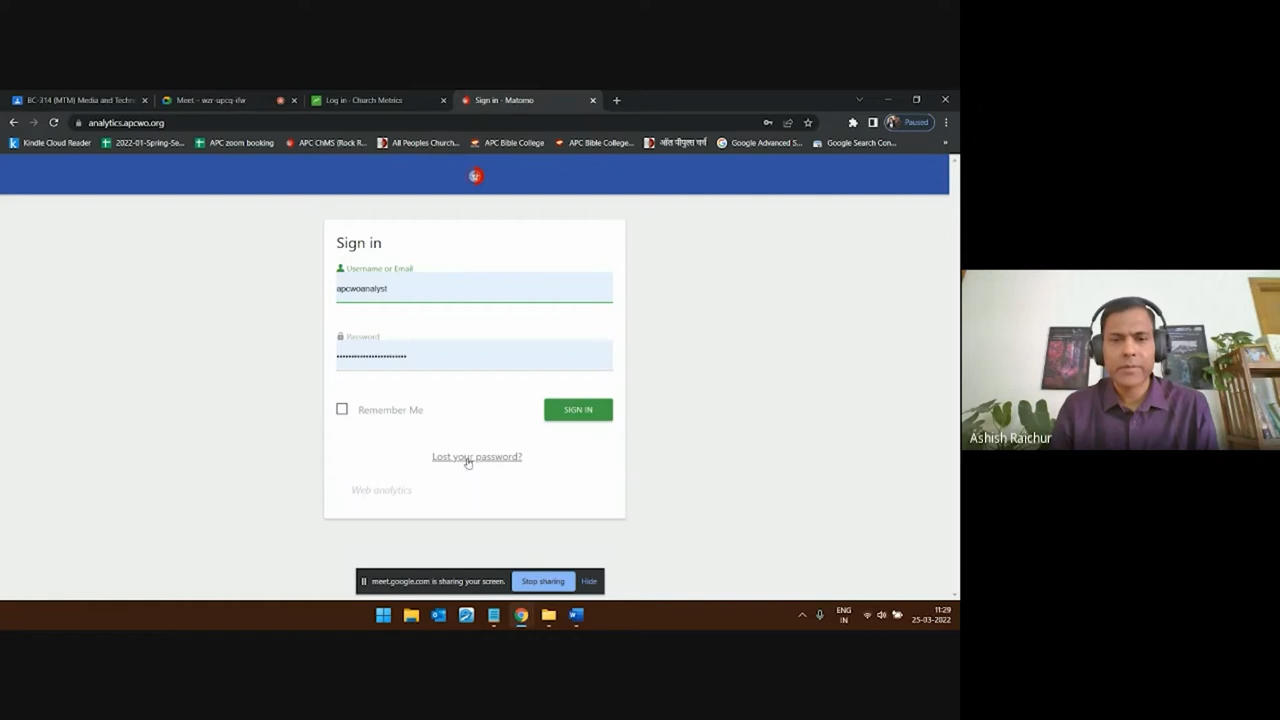 BC-314 (MTM) Media and Techn
Meet – wzr-upcq-ifw
Log in - Church Metrics
Sign in - Matomo
analytics.apcwo.org
Paused
Kindle Cloud Reader
2022-01-Spring-Se...
APC zoom booking
APC ChMS (Rock R...
All Peoples Church...
APC Bible College
APC Bible College...
ऑल पीपुल्स चर्च
Google Advanced S...
Google Search Con...
»
Sign in
Username or Email
apcwoanalyst
Password
Remember Me
SIGN IN
Lost your password?
Web analytics
meet.google.com is sharing your screen.
Stop sharing
Hide
ENG
IN
11:29
25-03-2022
Ashish Raichur